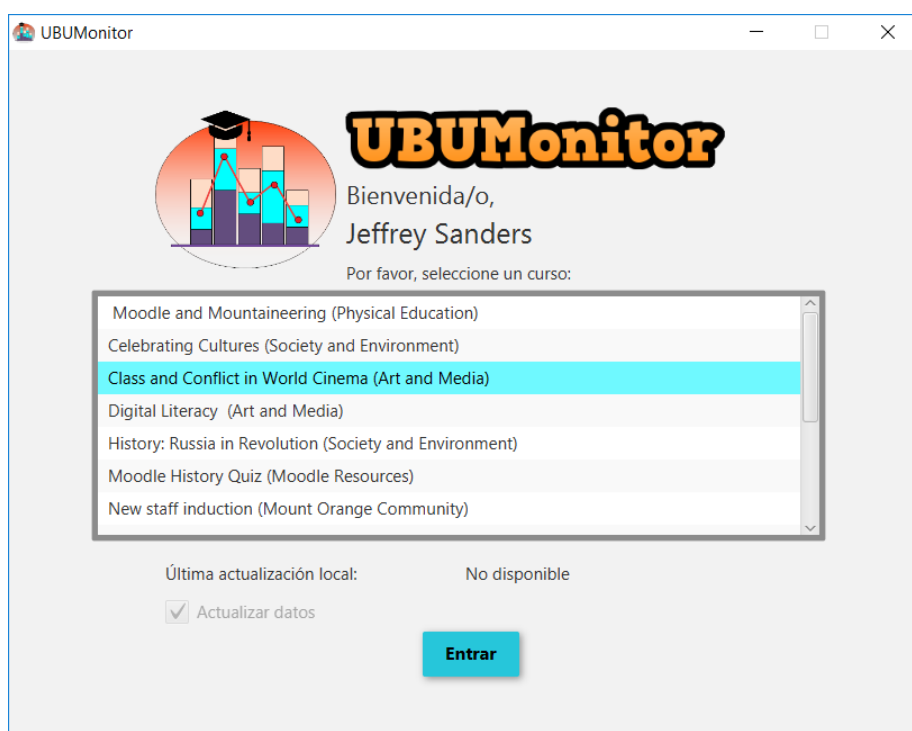 UBUMonitor
UBUMonitor
Bienvenida/o,
Jeffrey Sanders
Por favor, seleccione un curso:
Moodle and Mountaineering (Physical Education)
Celebrating Cultures (Society and Environment)
Class and Conflict in World Cinema (Art and Media)
Digital Literacy (Art and Media)
History: Russia in Revolution (Society and Environment)
Moodle History Quiz (Moodle Resources)
New staff induction (Mount Orange Community)
Última actualización local: No disponible
Actualizar datos
Entrar